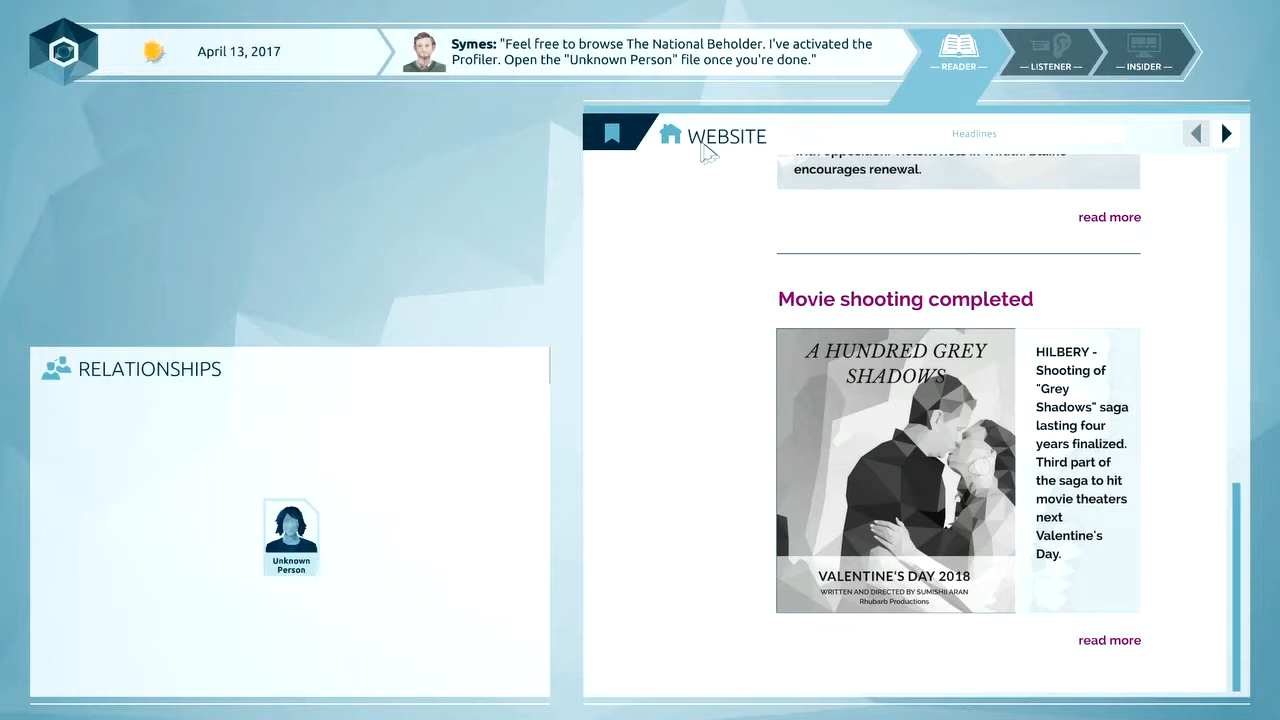 April 13, 2017
Symes: "Feel free to browse The National Beholder. I've activated the
Profiler. Open the "Unknown Person" file once you're done."
— READER —
— LISTENER —
— INSIDER —
WEBSITE
Headlines
encourages renewal.
read more
Movie shooting completed
A HUNDRED GREY
SHADOWS
VALENTINE'S DAY 2018
WRITTEN AND DIRECTED BY SUMISHII ARAN
Rhubarb Productions
HILBERY -
Shooting of
"Grey
Shadows" saga
lasting four
years finalized.
Third part of
the saga to hit
movie theaters
next
Valentine's
Day.
read more
RELATIONSHIPS
Unknown
Person